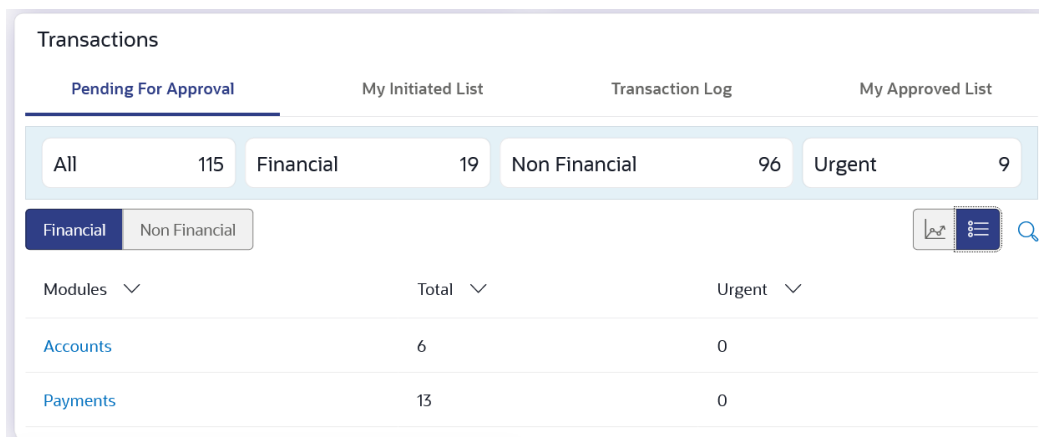 Transactions
Pending For Approval My Initiated List Transaction Log My Approved List
All 115 Financial 19 Non Financial 96 Urgent 9
Financial Non Financial
Modules Total Urgent
Accounts 6 0
Payments 13 0